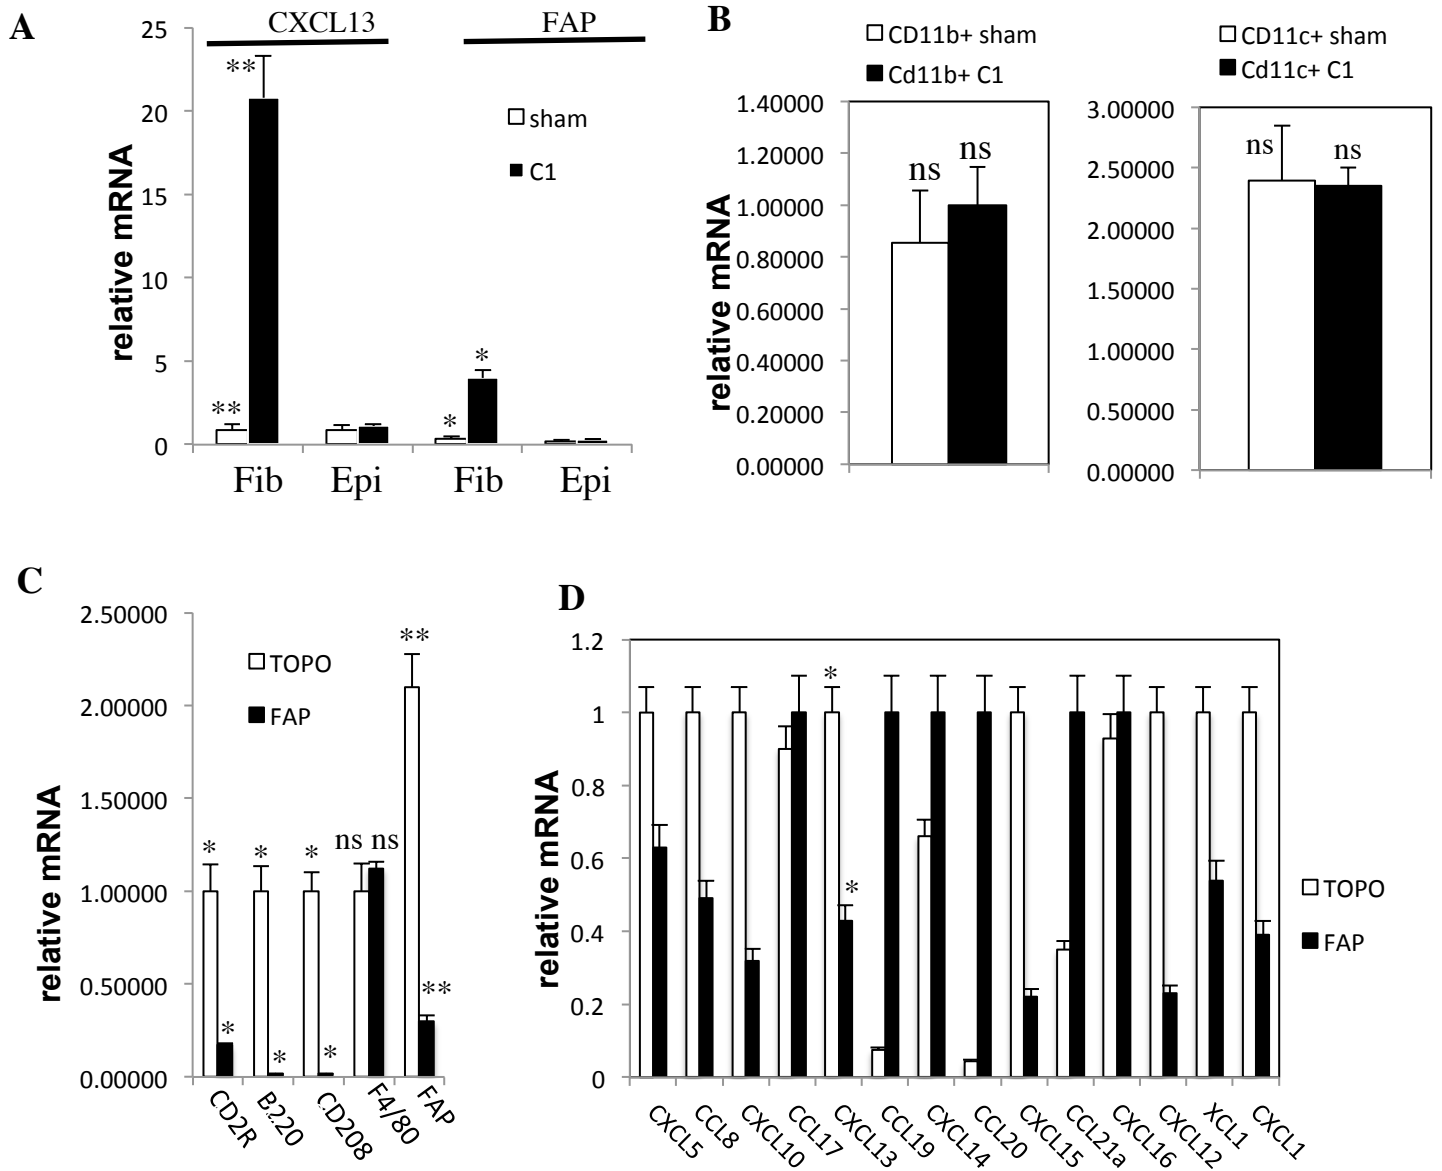 A
CXCL13
FAP
25
20
15
10
5
0
relative mRNA
**
**
*
*
sham
C1
Fib
Epi
Fib
Epi
B
CD11b+ sham
Cd11b+ C1
1.40000
1.20000
1.00000
0.80000
0.60000
0.40000
0.20000
0.00000
relative mRNA
ns
ns
CD11c+ sham
Cd11c+ C1
3.00000
2.50000
2.00000
1.50000
1.00000
0.50000
0.00000
ns
ns
C
2.50000
2.00000
1.50000
1.00000
0.50000
0.00000
relative mRNA
TOPO
FAP
*
*
*
*
*
*
ns ns
**
**
CD2R
B220
CD208
F4/80
FAP
D
1.2
1
0.8
0.6
0.4
0.2
0
relative mRNA
*
*
TOPO
FAP
CXCL5
CCL8
CXCL10
CCL17
CXCL13
CCL19
CXCL14
CCL20
CXCL15
CCL21a
CXCL16
CXCL12
XCL1
CXCL1